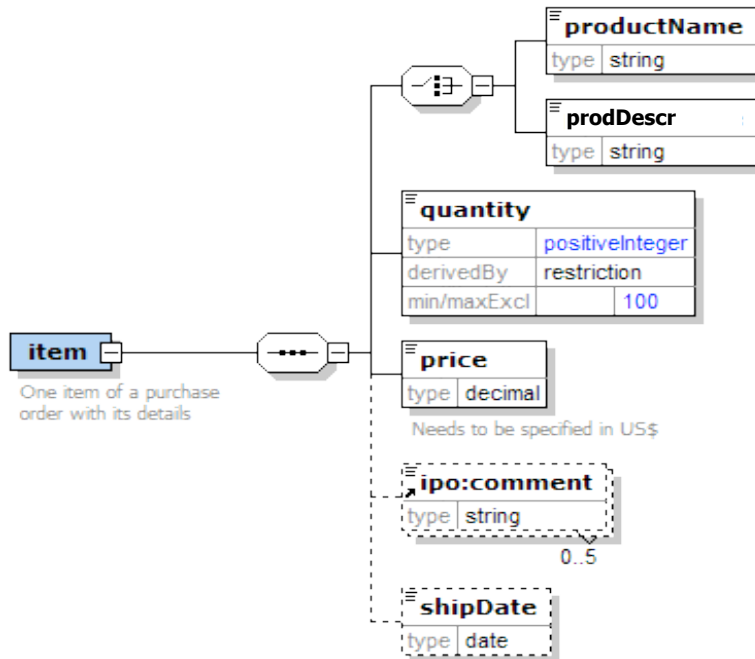 productName
type string
prodDescr
type string
quantity
type positiveInteger
derivedBy restriction
min/maxExcl 100
item
One item of a purchase
order with its details
price
type decimal
Needs to be specified in US$
ipo:comment
type string
0..5
shipDate
type date